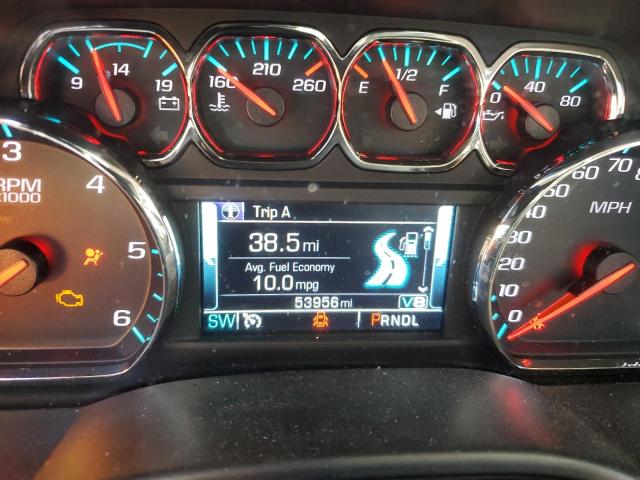 9 14 19
160 210 260
E 1/2 F
0 40 80
3 4 5 6
RPM
x1000
Trip A
38.5 mi
Avg. Fuel Economy
10.0 mpg
53956 mi V8
SW PRNDL
0 10 20 30 40 50 60 70
MPH